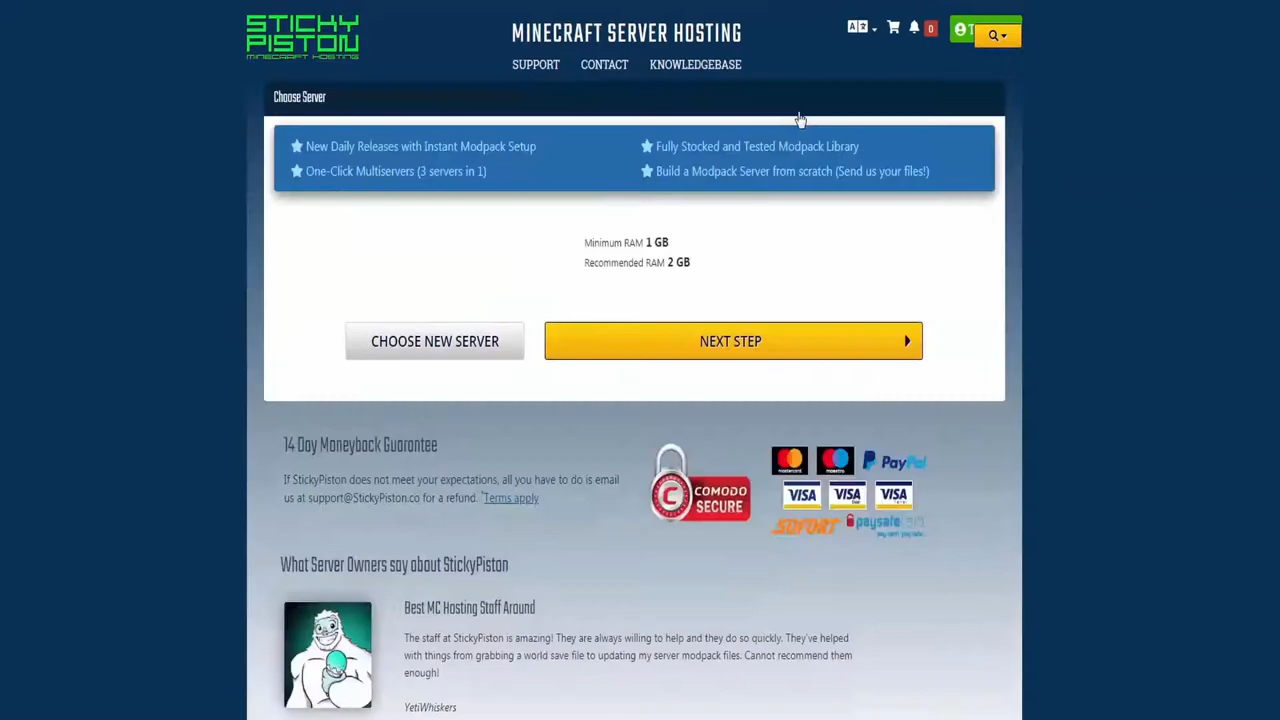 STICKY
PISTON
MINECRAFT HOSTING
MINECRAFT SERVER HOSTING
0
SUPPORT CONTACT KNOWLEDGEBASE
Choose Server
New Daily Releases with Instant Modpack Setup
Fully Stocked and Tested Modpack Library
One-Click Multiservers (3 servers in 1)
Build a Modpack Server from scratch (Send us your files!)
Minimum RAM 1 GB
Recommended RAM 2 GB
CHOOSE NEW SERVER
NEXT STEP
14 Day Moneyback Guarantee
If StickyPiston does not meet your expectations, all you have to do is email
us at support@StickyPiston.co for a refund. *Terms apply
COMODO
SECURE
mastercard maestro PayPal
VISA VISA VISA
SOFORT paysafe
What Server Owners say about StickyPiston
Best MC Hosting Staff Around
The staff at StickyPiston is amazing! They are always willing to help and they do so quickly. They've helped
with things from grabbing a world save file to updating my server modpack files. Cannot recommend them
enough!
YetiWhiskers